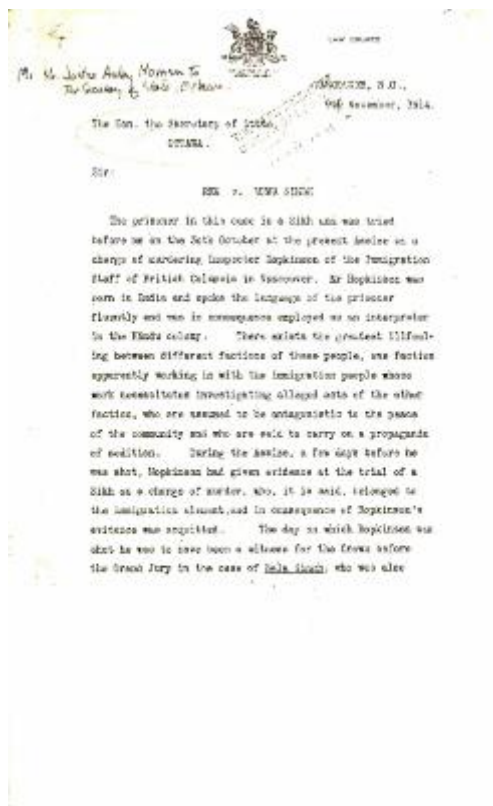 LAW COURTS
Mr Justice Aulay Morrison to
The Secretary of State, Ottawa.
VANCOUVER, B.C.,
November, 1914.
The Hon. the Secretary of State,
OTTAWA.
Sir:
REX v. SINGH
The prisoner in this case is a Sikh and was tried
before me on the 30th October at the present Assize on a
charge of murdering Inspector Hopkinson of the Immigration
Staff of British Columbia in Vancouver. Mr Hopkinson was
born in India and spoke the language of the prisoner
fluently and was in consequence employed as an interpreter
in the Hindu colony. There exists the greatest illfeel-
ing between different factions of these people, one faction
apparently working in with the immigration people whose
work necessitates investigating alleged acts of the other
faction, who are assumed to be antagonistic to the peace
of the community and who are said to carry on a propaganda
of sedition. During the Assize, a few days before he
was shot, Hopkinson had given evidence at the trial of a
Sikh on a charge of murder, who, it is said, belonged to
the immigration element, and in consequence of Hopkinson's
evidence was acquitted. The day on which Hopkinson was
shot he was to have been a witness for the Crown before
the Grand Jury in the case of Bela Singh, who was also